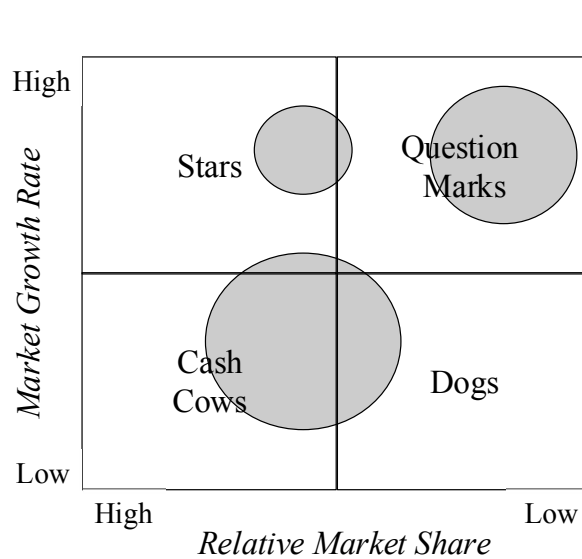 High
Market Growth Rate
Stars
Question
Marks
Cash
Cows
Dogs
Low
High
Low
Relative Market Share